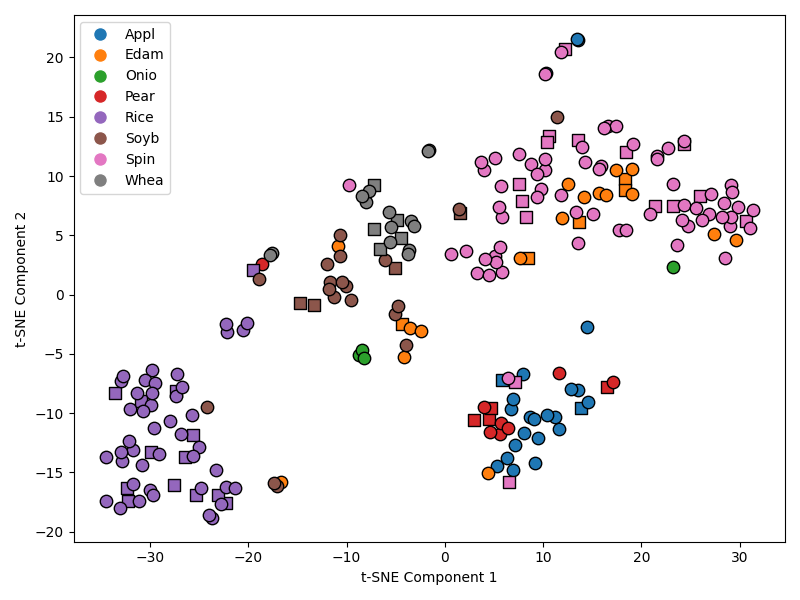 Appl
Edam
Onio
Pear
Rice
Soyb
Spin
Whea
20
15
10
5
0
−5
−10
−15
−20
t-SNE Component 2
−30
−20
−10
0
10
20
30
t-SNE Component 1